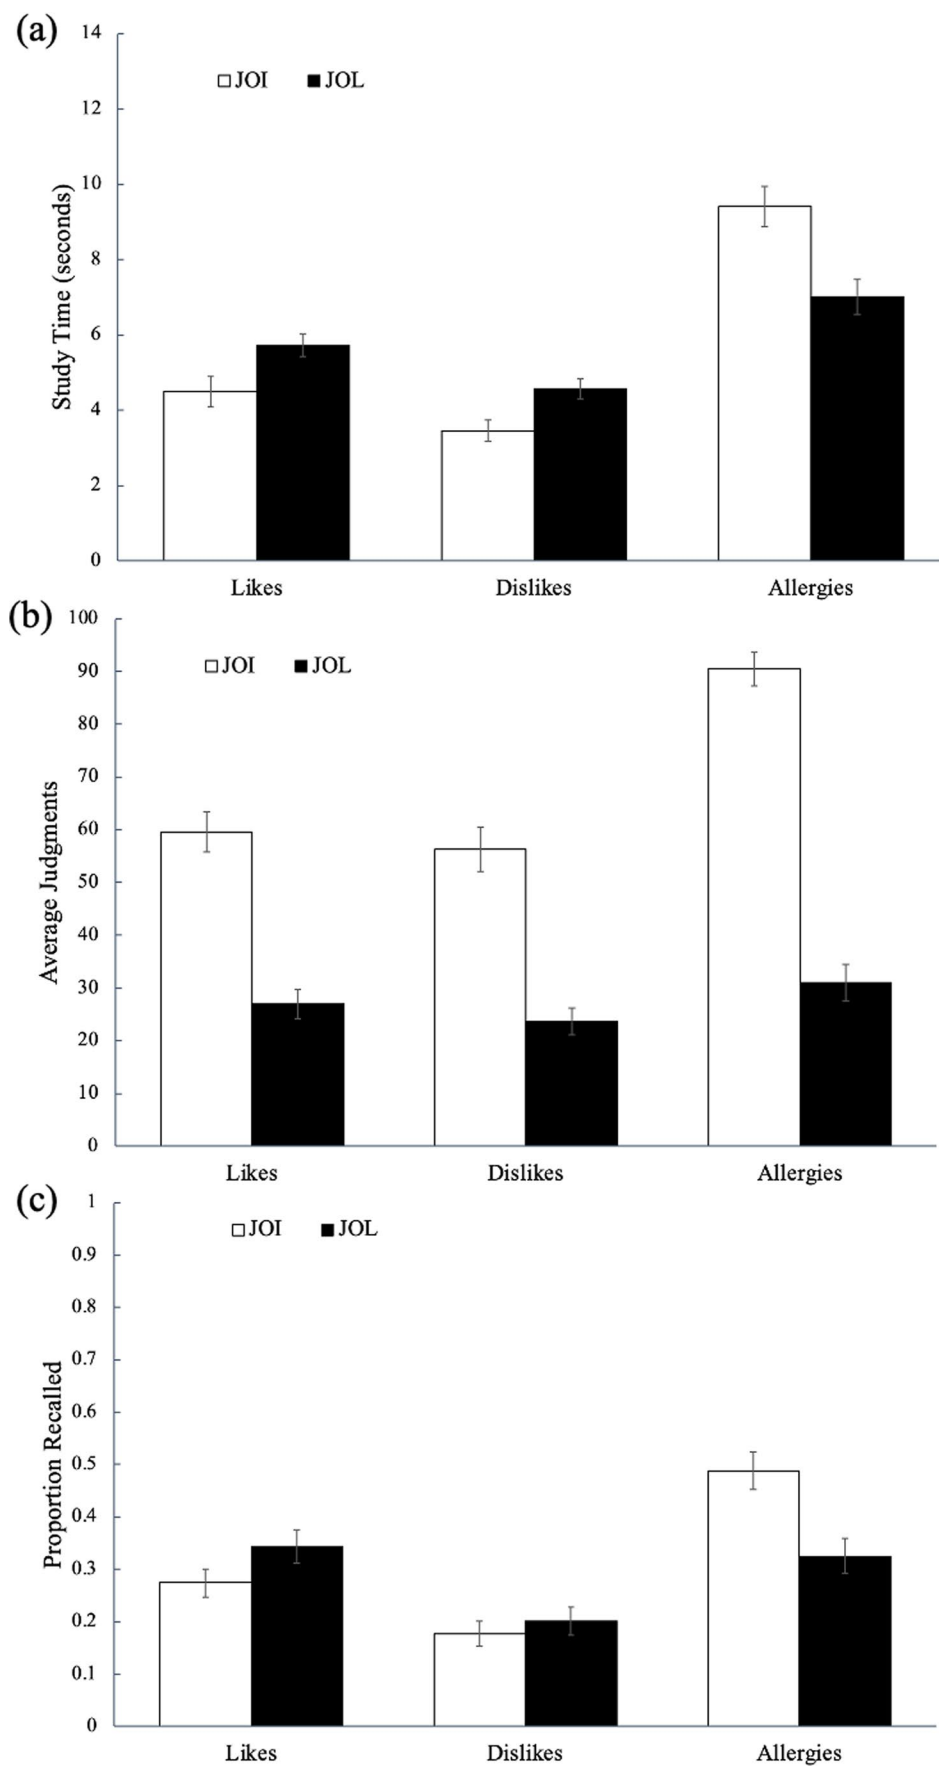 (a)
14
12
10
8
6
4
2
0
Study Time (seconds)
JOI JOL
Likes Dislikes Allergies
(b)
100
90
80
70
60
50
40
30
20
10
0
Average Judgments
JOI JOL
Likes Dislikes Allergies
(c)
1
0.9
0.8
0.7
0.6
0.5
0.4
0.3
0.2
0.1
0
Proportion Recalled
JOI JOL
Likes Dislikes Allergies